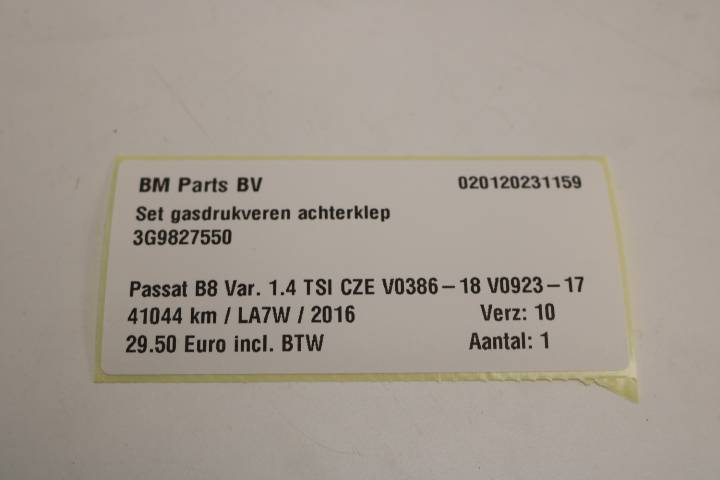 BM Parts BV 020120231159
Set gasdrukveren achterklep
3G9827550
Passat B8 Var. 1.4 TSI CZE V0386-18 V0923-17
41044 km / LA7W / 2016 Verz: 10
29.50 Euro incl. BTW Aantal: 1